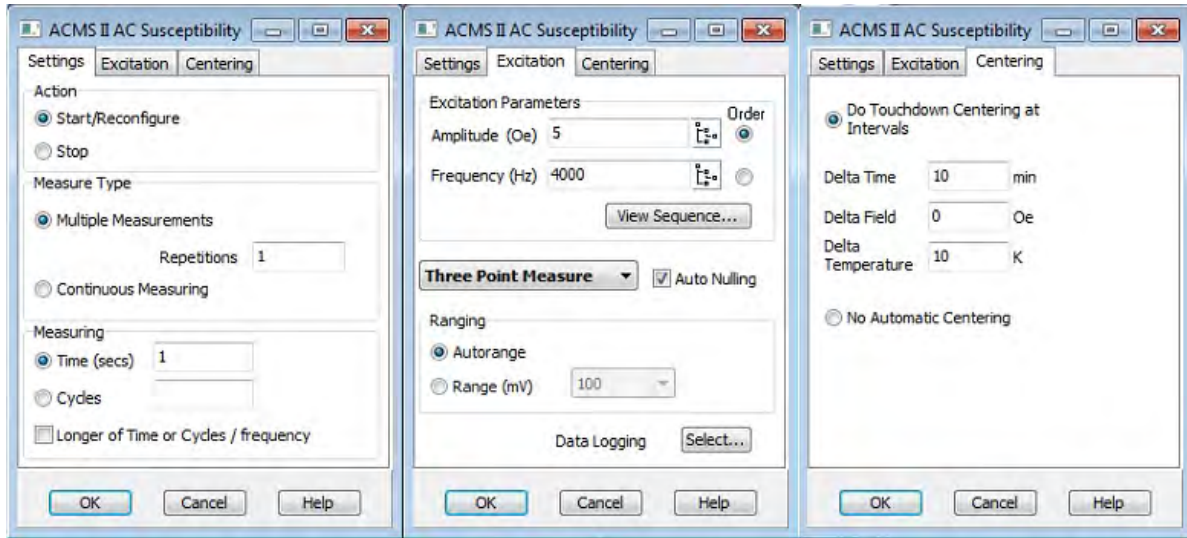 ACMS II AC Susceptibility
Settings Excitation Centering
Action
Start/Reconfigure
Stop
Measure Type
Multiple Measurements
Repetitions 1
Continuous Measuring
Measuring
Time (secs) 1
Cycles
Longer of Time or Cycles / frequency
OK Cancel Help
ACMS II AC Susceptibility
Settings Excitation Centering
Excitation Parameters
Order
Amplitude (Oe) 5
Frequency (Hz) 4000
View Sequence...
Three Point Measure Auto Nulling
Ranging
Autorange
Range (mV) 100
Data Logging Select...
OK Cancel Help
ACMS II AC Susceptibility
Settings Excitation Centering
Do Touchdown Centering at
Intervals
Delta Time 10 min
Delta Field 0 Oe
Delta
Temperature 10 K
No Automatic Centering
OK Cancel Help